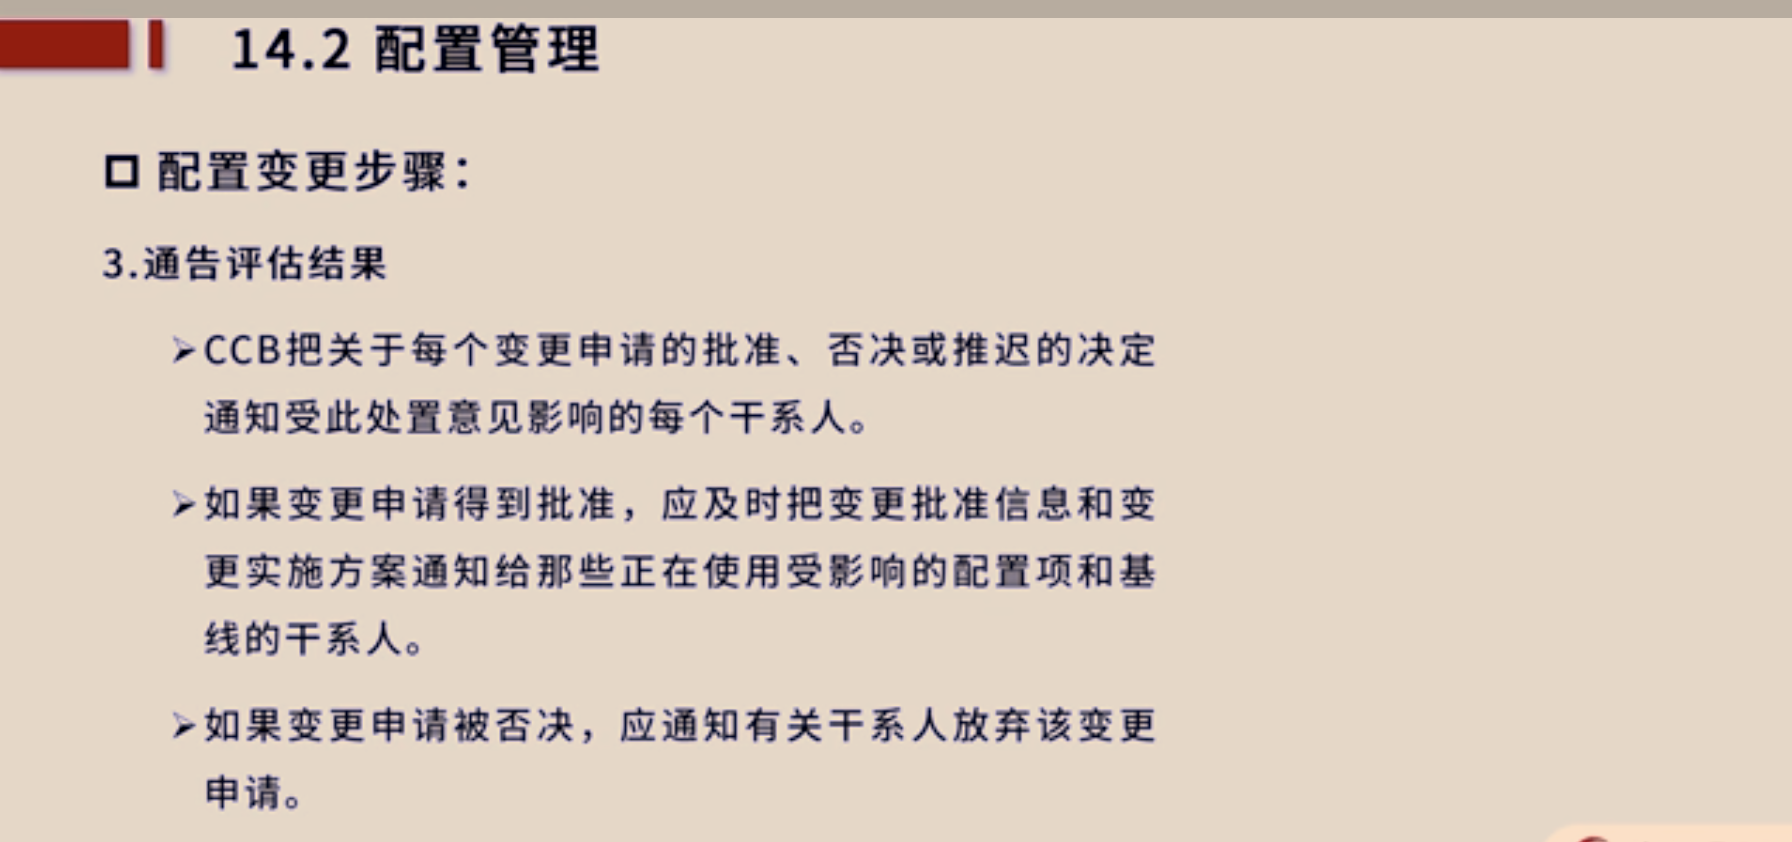 14.2 配置管理
配置变更步骤：
3.通告评估结果
➢CCB把关于每个变更申请的批准、否决或推迟的决定
通知受此处置意见影响的每个干系人。
➢如果变更申请得到批准，应及时把变更批准信息和变
更实施方案通知给那些正在使用受影响的配置项和基
线的干系人。
➢如果变更申请被否决，应通知有关干系人放弃该变更
申请。